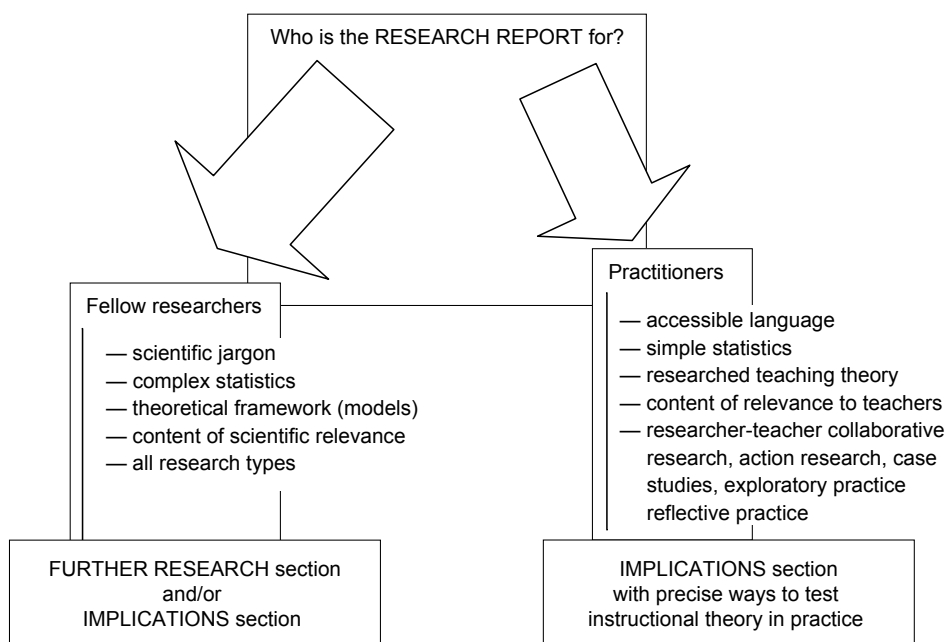 Who is the RESEARCH REPORT for?
Fellow researchers
— scientific jargon
— complex statistics
— theoretical framework (models)
— content of scientific relevance
— all research types
FURTHER RESEARCH section
and/or
IMPLICATIONS section
Practitioners
— accessible language
— simple statistics
— researched teaching theory
— content of relevance to teachers
— researcher-teacher collaborative
research, action research, case
studies, exploratory practice
reflective practice
IMPLICATIONS section
with precise ways to test
instructional theory in practice